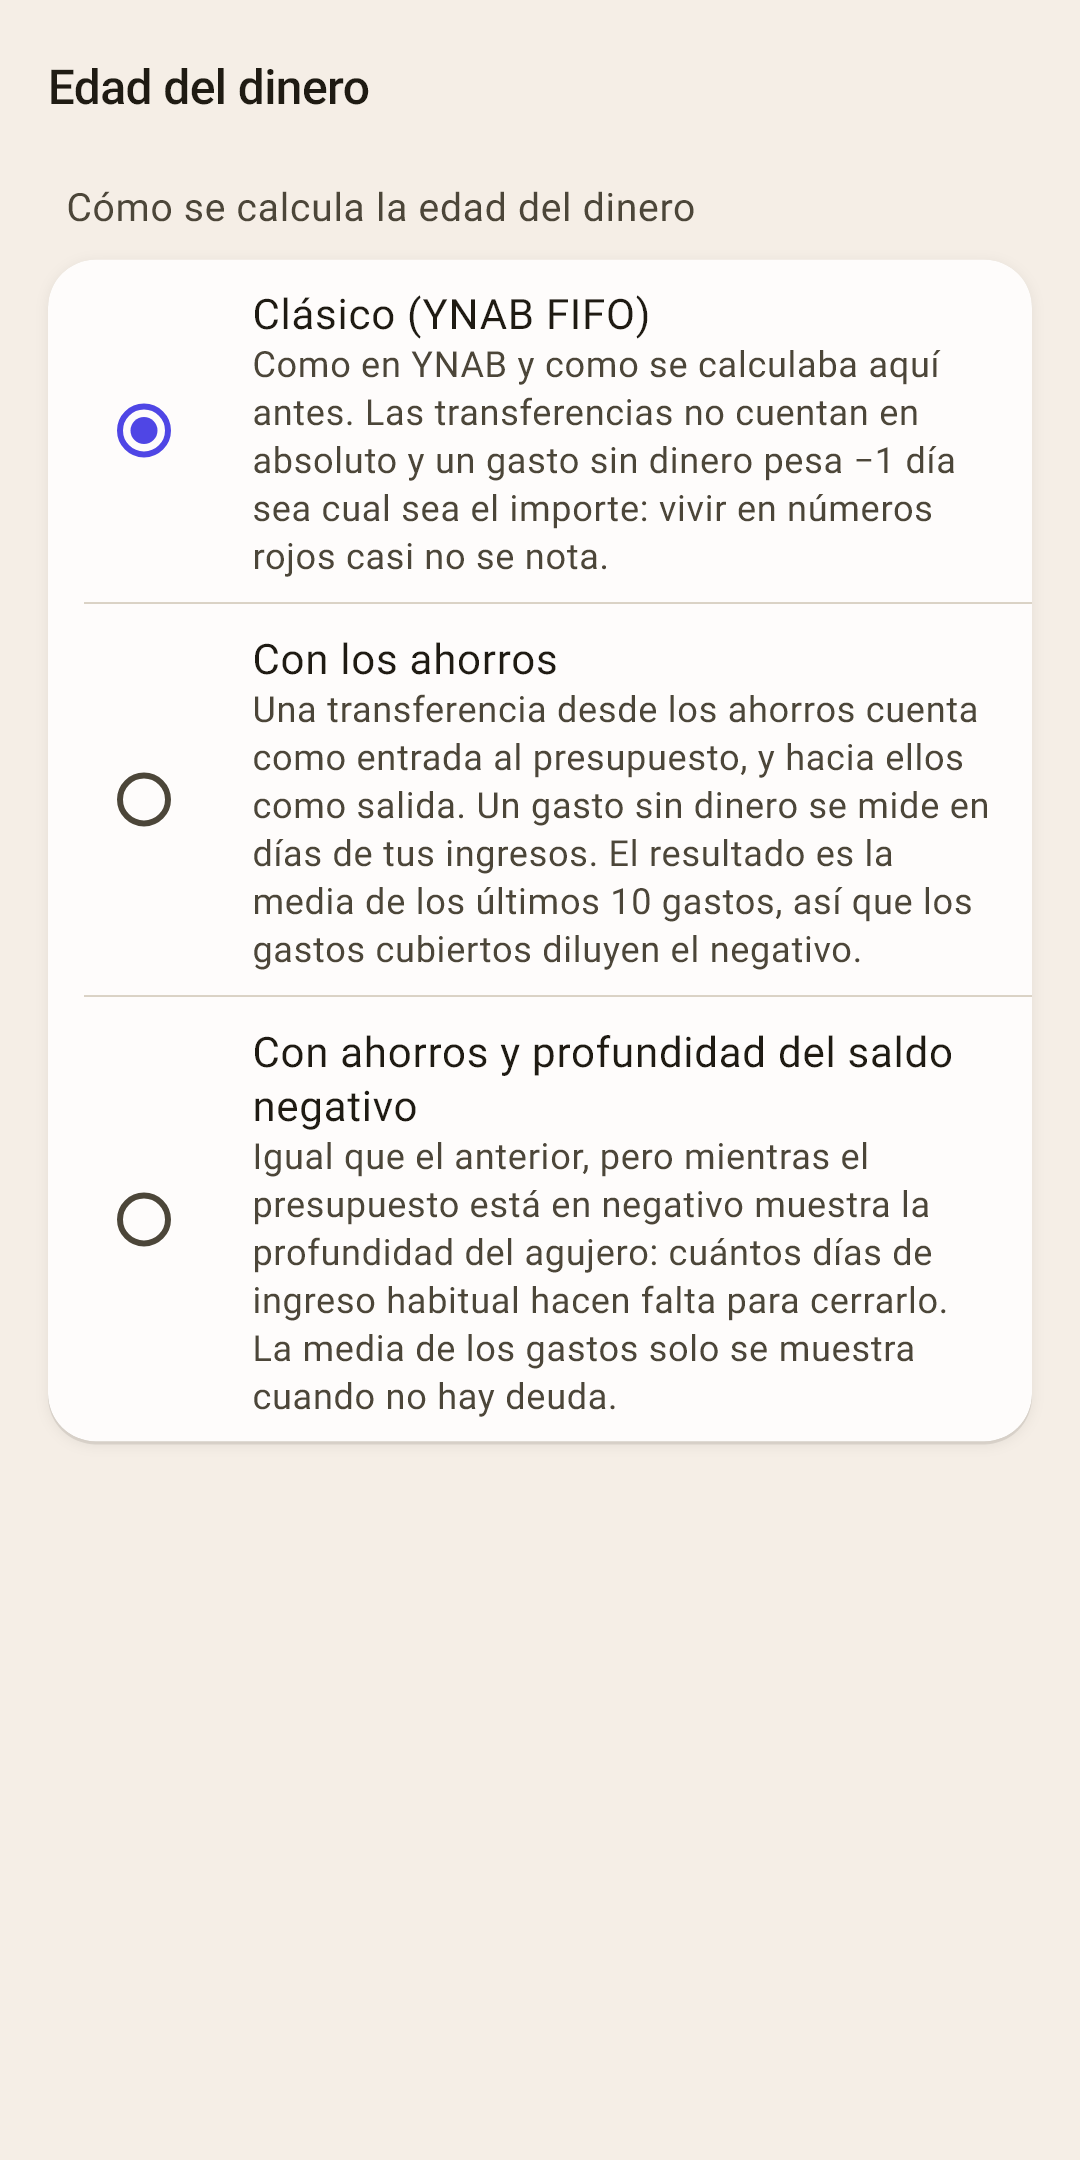 Edad del dinero
Cómo se calcula la edad del dinero
Clásico (YNAB FIFO)
Como en YNAB y como se calculaba aquí
antes. Las transferencias no cuentan en
absoluto y un gasto sin dinero pesa −1 día
sea cual sea el importe: vivir en números
rojos casi no se nota.
Con los ahorros
Una transferencia desde los ahorros cuenta
como entrada al presupuesto, y hacia ellos
como salida. Un gasto sin dinero se mide en
días de tus ingresos. El resultado es la
media de los últimos 10 gastos, así que los
gastos cubiertos diluyen el negativo.
Con ahorros y profundidad del saldo
negativo
Igual que el anterior, pero mientras el
presupuesto está en negativo muestra la
profundidad del agujero: cuántos días de
ingreso habitual hacen falta para cerrarlo.
La media de los gastos solo se muestra
cuando no hay deuda.